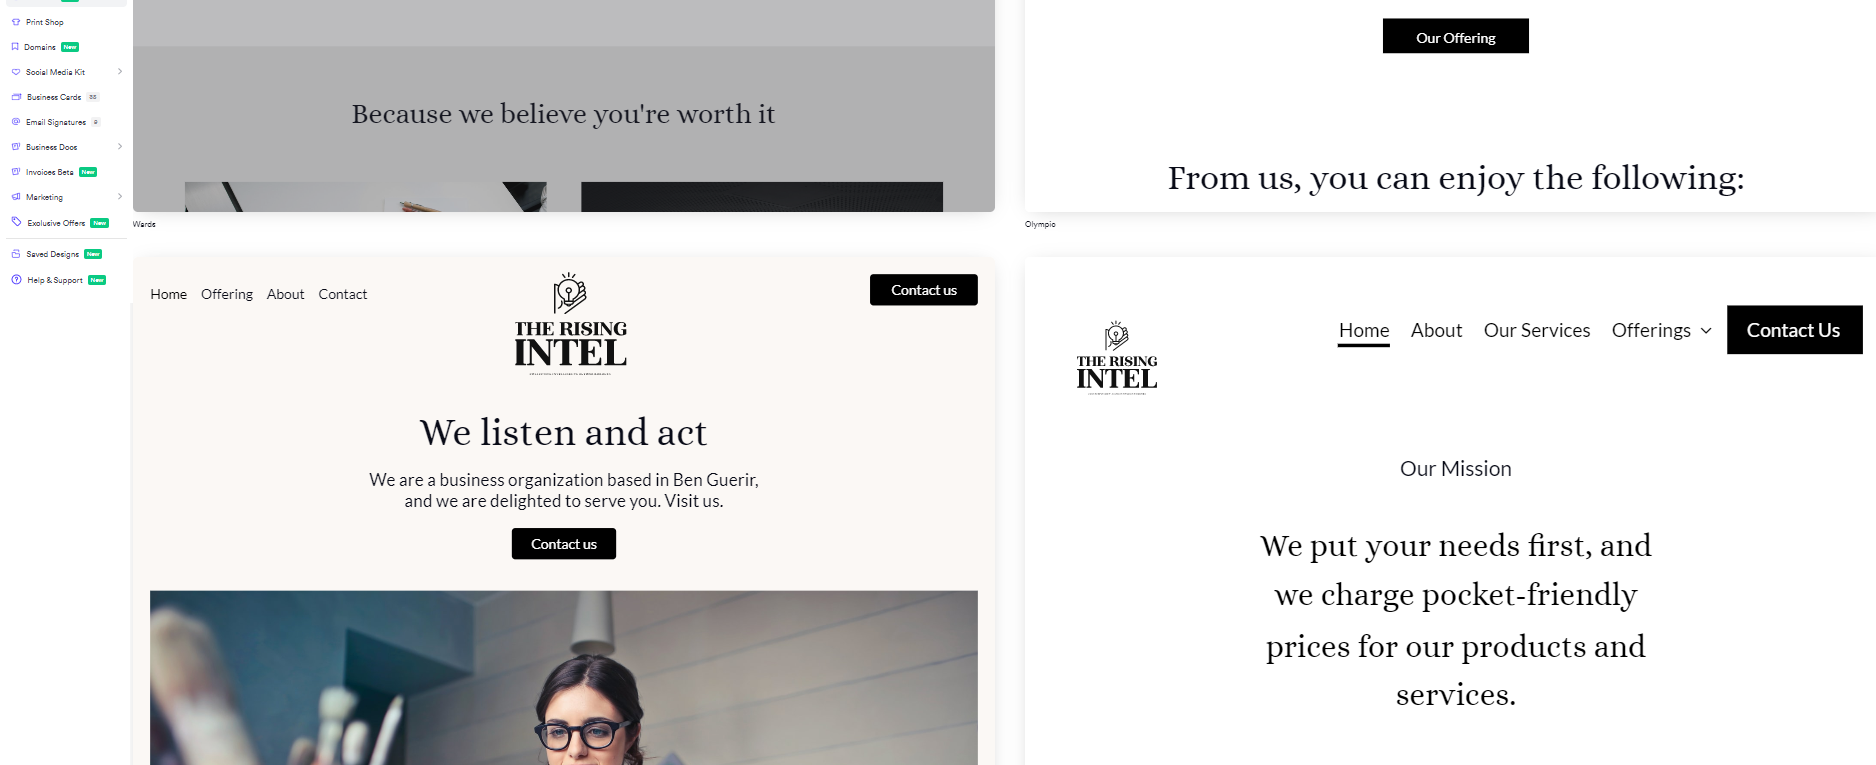 Print Shop
Domains New
Social Media Kit
Business Cards
Email Signatures
Business Docs
Invoices Beta New
Marketing
Exclusive Offers New
Saved Designs New
Help & Support New
Because we believe you're worth it
Wards
Our Offering
From us, you can enjoy the following:
Olympic
Home Offering About Contact
THE RISING
INTEL
Contact us
We listen and act
We are a business organization based in Ben Guerir,
and we are delighted to serve you. Visit us.
Contact us
THE RISING
INTEL
Home About Our Services Offerings Contact Us
Our Mission
We put your needs first, and
we charge pocket-friendly
prices for our products and
services.